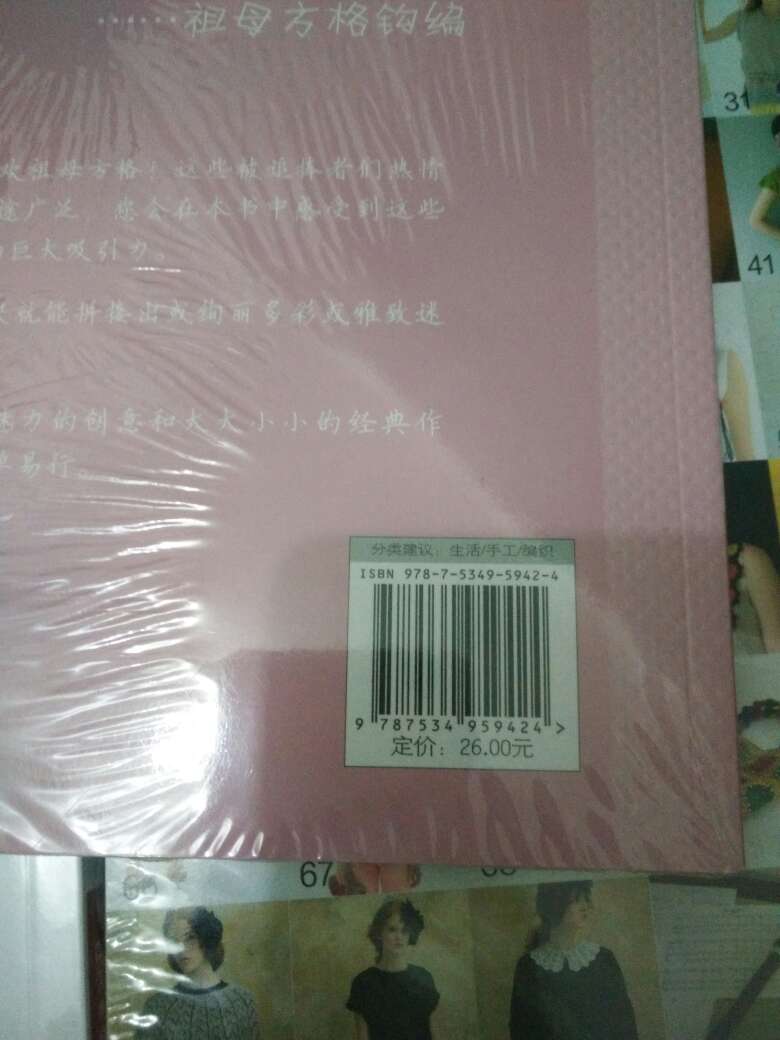 ……祖母方格钩编
欢祖母方格！这些被追捧者们热情
途广泛 您会在本书中感受到这些
巨大吸引力。
就能拼接出或绚丽多彩或雅致迷
魅力的创意和大大小小的经典作
单易行。
分类建议：生活/手工/编织
ISBN 978-7-5349-5942-4
9 787534 959424 >
定价：26.00元
31
41
67